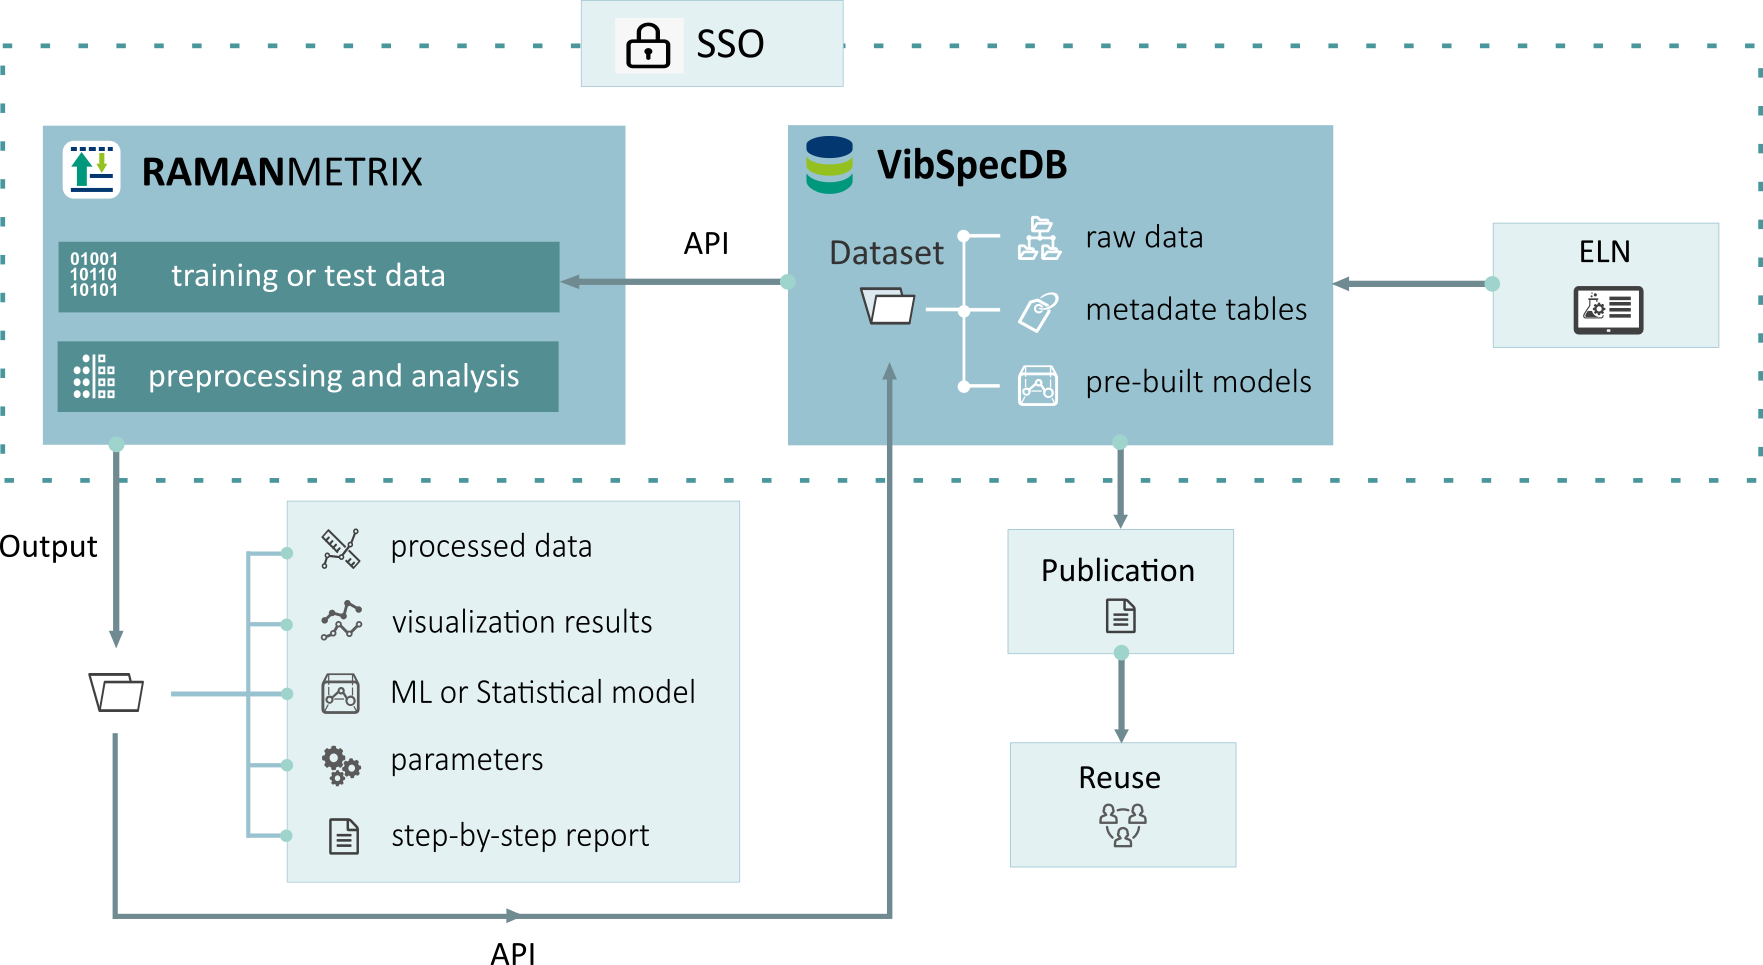 SSO
RAMANMETRIX
01001
10110
10101
training or test data
preprocessing and analysis
API
VibSpecDB
Dataset
raw data
metadate tables
pre-built models
ELN
Output
processed data
visualization results
ML or Statistical model
parameters
step-by-step report
API
Publication
Reuse